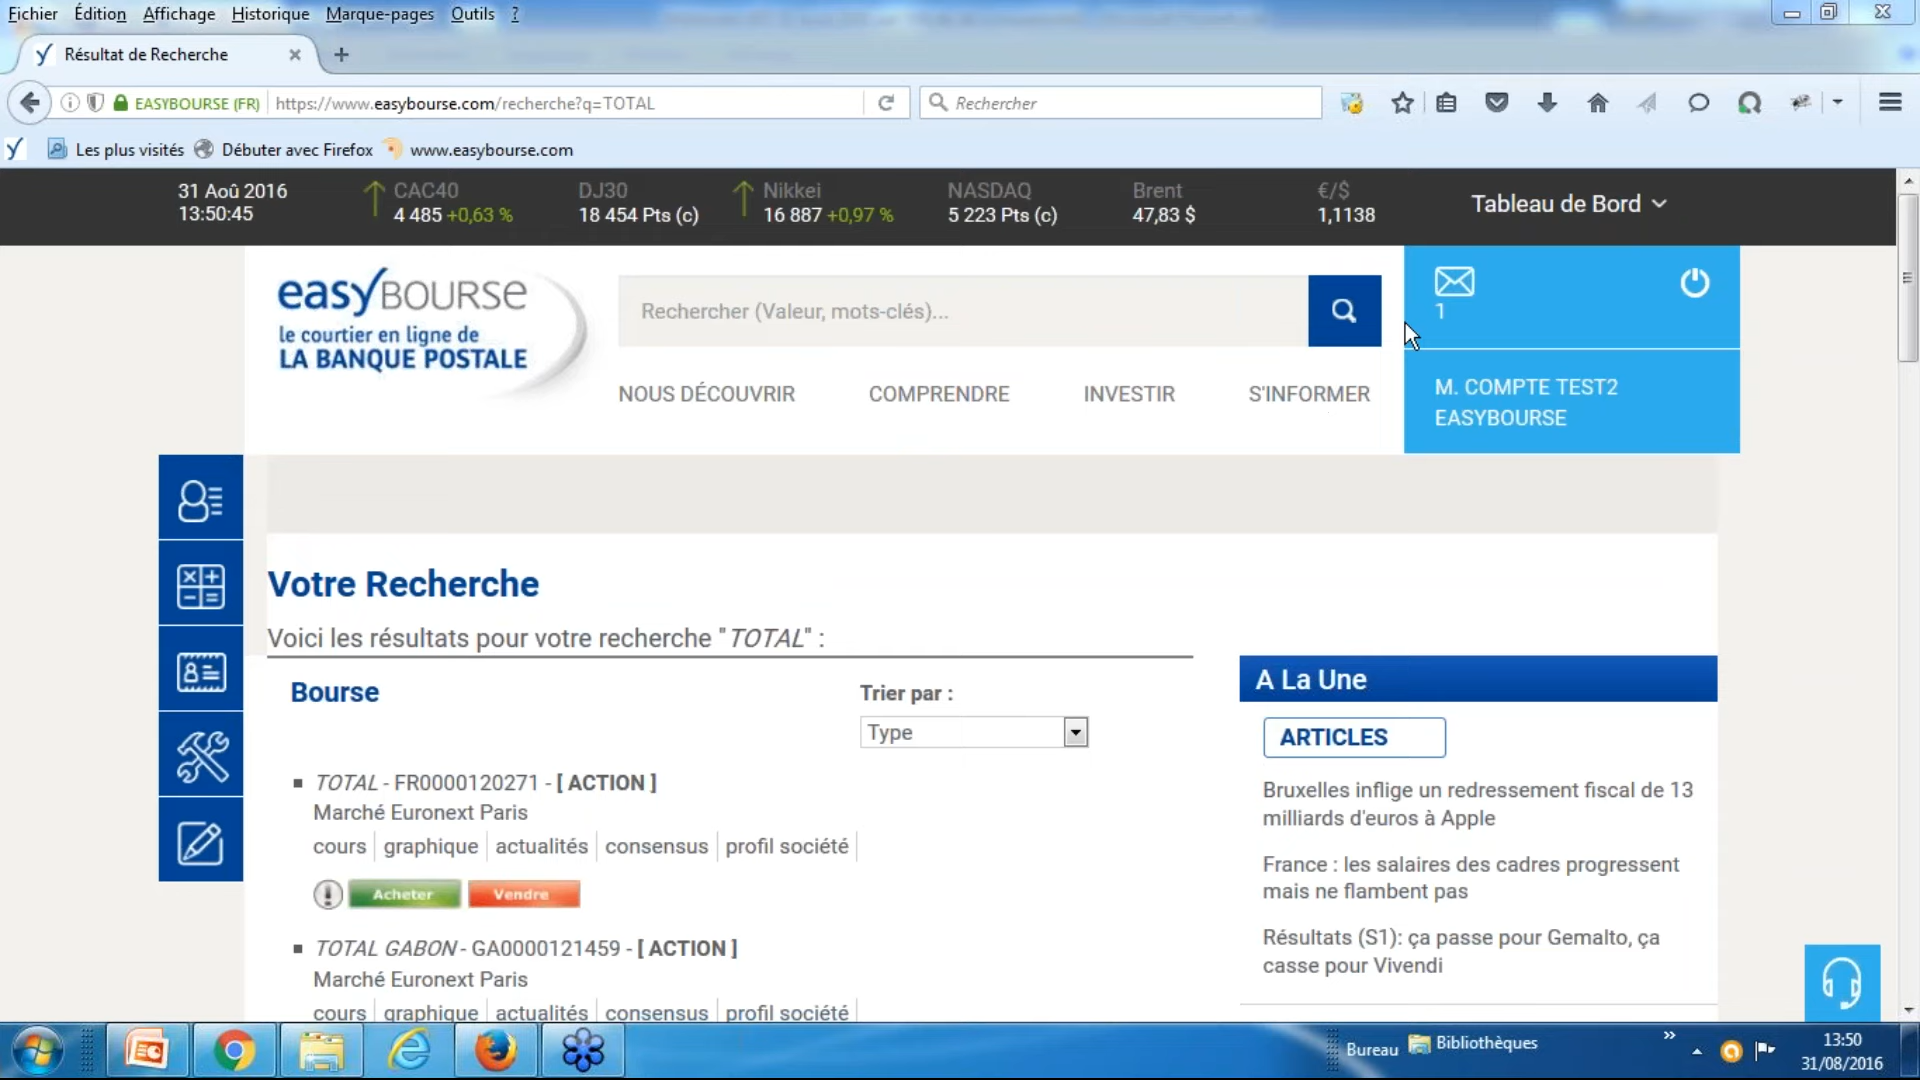 Fichier Édition Affichage Historique Marque-pages Outils ?
Résultat de Recherche
EASYBOURSE (FR) https://www.easybourse.com/recherche?q=TOTAL
Rechercher
Les plus visités Débuter avec Firefox www.easybourse.com
31 Aoû 2016
13:50:45
CAC40
4 485 +0,63 %
DJ30
18 454 Pts (c)
Nikkei
16 887 +0,97 %
NASDAQ
5 223 Pts (c)
Brent
47,83 $
€/$
1,1138
Tableau de Bord
easyBOURSE
le courtier en ligne de
LA BANQUE POSTALE
Rechercher (Valeur, mots-clés)...
1
NOUS DÉCOUVRIR COMPRENDRE INVESTIR S'INFORMER
M. COMPTE TEST2
EASYBOURSE
Votre Recherche
Voici les résultats pour votre recherche "TOTAL" :
Bourse
Trier par :
Type
TOTAL - FR0000120271 - [ ACTION ]
Marché Euronext Paris
cours graphique actualités consensus profil société
Acheter Vendre
TOTAL GABON - GA0000121459 - [ ACTION ]
Marché Euronext Paris
cours graphique actualités consensus profil société
A La Une
ARTICLES
Bruxelles inflige un redressement fiscal de 13
milliards d'euros à Apple
France : les salaires des cadres progressent
mais ne flambent pas
Résultats (S1): ça passe pour Gemalto, ça
casse pour Vivendi
Bureau Bibliothèques
13:50
31/08/2016